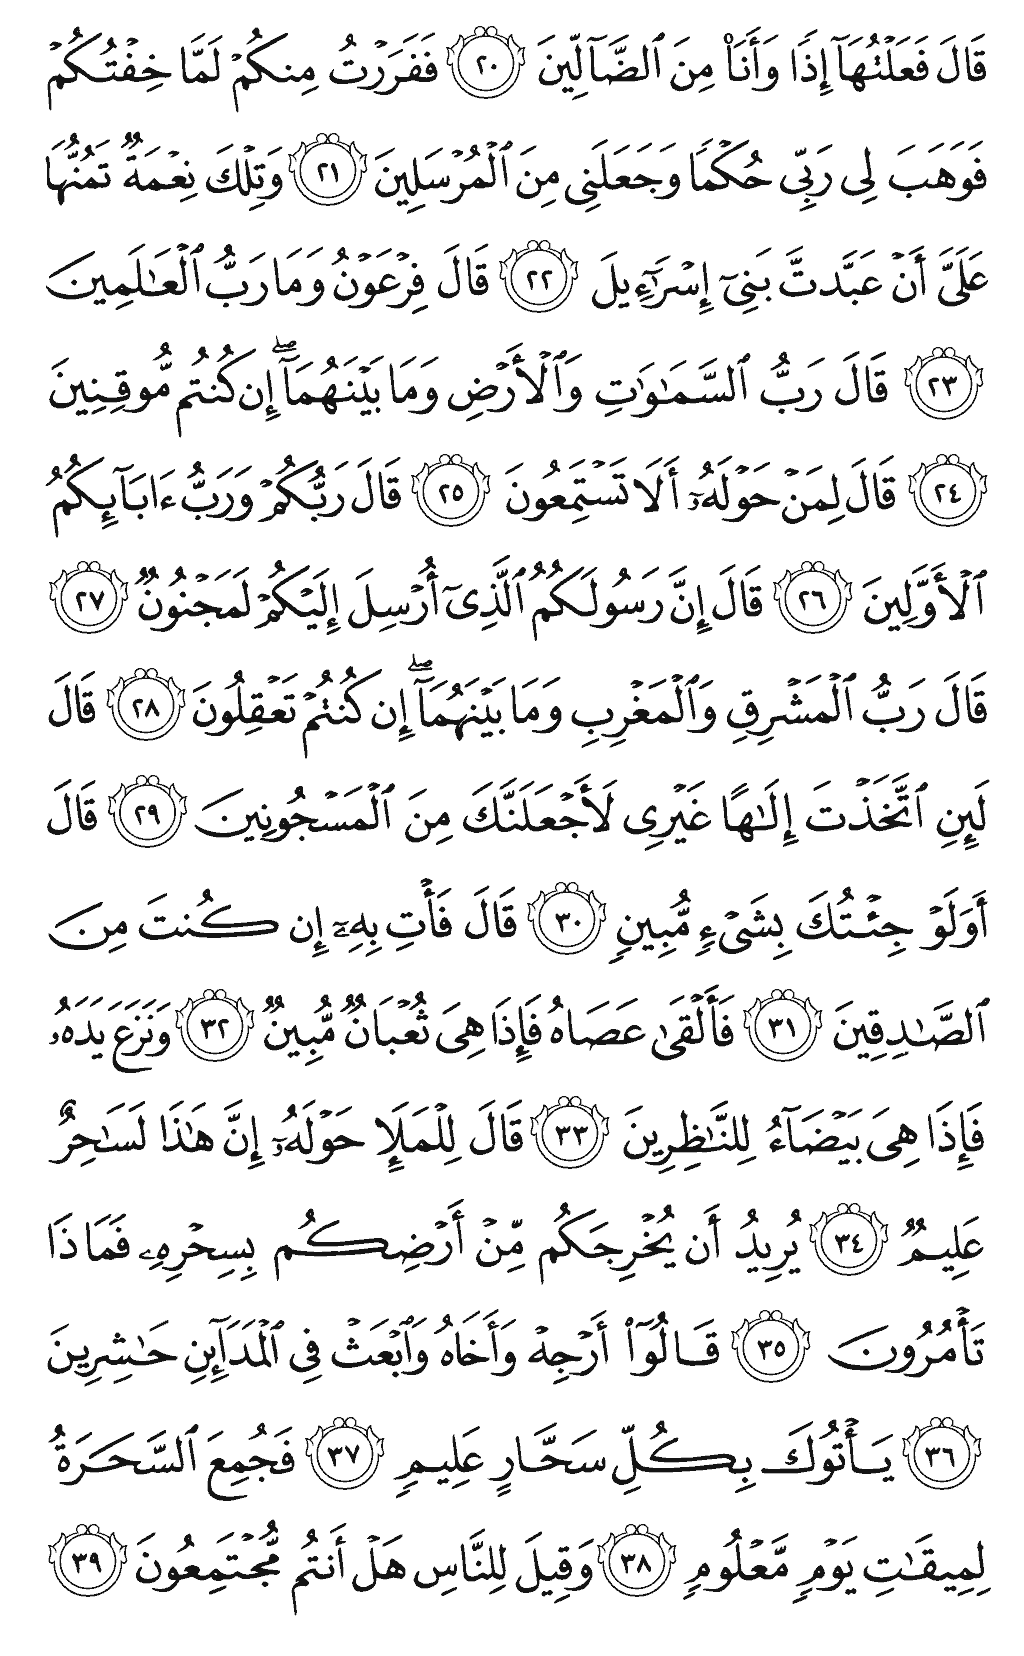 قَالَ فَعَلْتُهَآ إِذًا وَأَنَا۠ مِنَ ٱلضَّآلِّينَ ٢٠ فَفَرَرْتُ مِنكُمْ لَمَّا خِفْتُكُمْ
فَوَهَبَ لِى رَبِّى حُكْمًا وَجَعَلَنِى مِنَ ٱلْمُرْسَلِينَ ٢١ وَتِلْكَ نِعْمَةٌ تَمُنُّهَا
عَلَىَّ أَنْ عَبَّدتَّ بَنِىٓ إِسْرَٰٓءِيلَ ٢٢ قَالَ فِرْعَوْنُ وَمَا رَبُّ ٱلْعَـٰلَمِينَ
٢٣ قَالَ رَبُّ ٱلسَّمَـٰوَٰتِ وَٱلْأَرْضِ وَمَا بَيْنَهُمَآ ۖ إِن كُنتُم مُّوقِنِينَ
٢٤ قَالَ لِمَنْ حَوْلَهُۥٓ أَلَا تَسْتَمِعُونَ ٢٥ قَالَ رَبُّكُمْ وَرَبُّ ءَابَآئِكُمُ
ٱلْأَوَّلِينَ ٢٦ قَالَ إِنَّ رَسُولَكُمُ ٱلَّذِىٓ أُرْسِلَ إِلَيْكُمْ لَمَجْنُونٌ ٢٧
قَالَ رَبُّ ٱلْمَشْرِقِ وَٱلْمَغْرِبِ وَمَا بَيْنَهُمَآ ۖ إِن كُنتُمْ تَعْقِلُونَ ٢٨ قَالَ
لَئِنِ ٱتَّخَذْتَ إِلَـٰهًا غَيْرِى لَأَجْعَلَنَّكَ مِنَ ٱلْمَسْجُونِينَ ٢٩ قَالَ
أَوَلَوْ جِئْتُكَ بِشَىْءٍ مُّبِينٍ ٣٠ قَالَ فَأْتِ بِهِۦٓ إِن كُنتَ مِنَ
ٱلصَّـٰدِقِينَ ٣١ فَأَلْقَىٰ عَصَاهُ فَإِذَا هِىَ ثُعْبَانٌ مُّبِينٌ ٣٢ وَنَزَعَ يَدَهُۥ
فَإِذَا هِىَ بَيْضَآءُ لِلنَّـٰظِرِينَ ٣٣ قَالَ لِلْمَلَإِ حَوْلَهُۥٓ إِنَّ هَـٰذَا لَسَـٰحِرٌ
عَلِيمٌ ٣٤ يُرِيدُ أَن يُخْرِجَكُم مِّنْ أَرْضِكُم بِسِحْرِهِۦ فَمَاذَا
تَأْمُرُونَ ٣٥ قَالُوٓا۟ أَرْجِهْ وَأَخَاهُ وَٱبْعَثْ فِى ٱلْمَدَآئِنِ حَـٰشِرِينَ
٣٦ يَأْتُوكَ بِكُلِّ سَحَّارٍ عَلِيمٍ ٣٧ فَجُمِعَ ٱلسَّحَرَةُ
لِمِيقَـٰتِ يَوْمٍ مَّعْلُومٍ ٣٨ وَقِيلَ لِلنَّاسِ هَلْ أَنتُم مُّجْتَمِعُونَ ٣٩